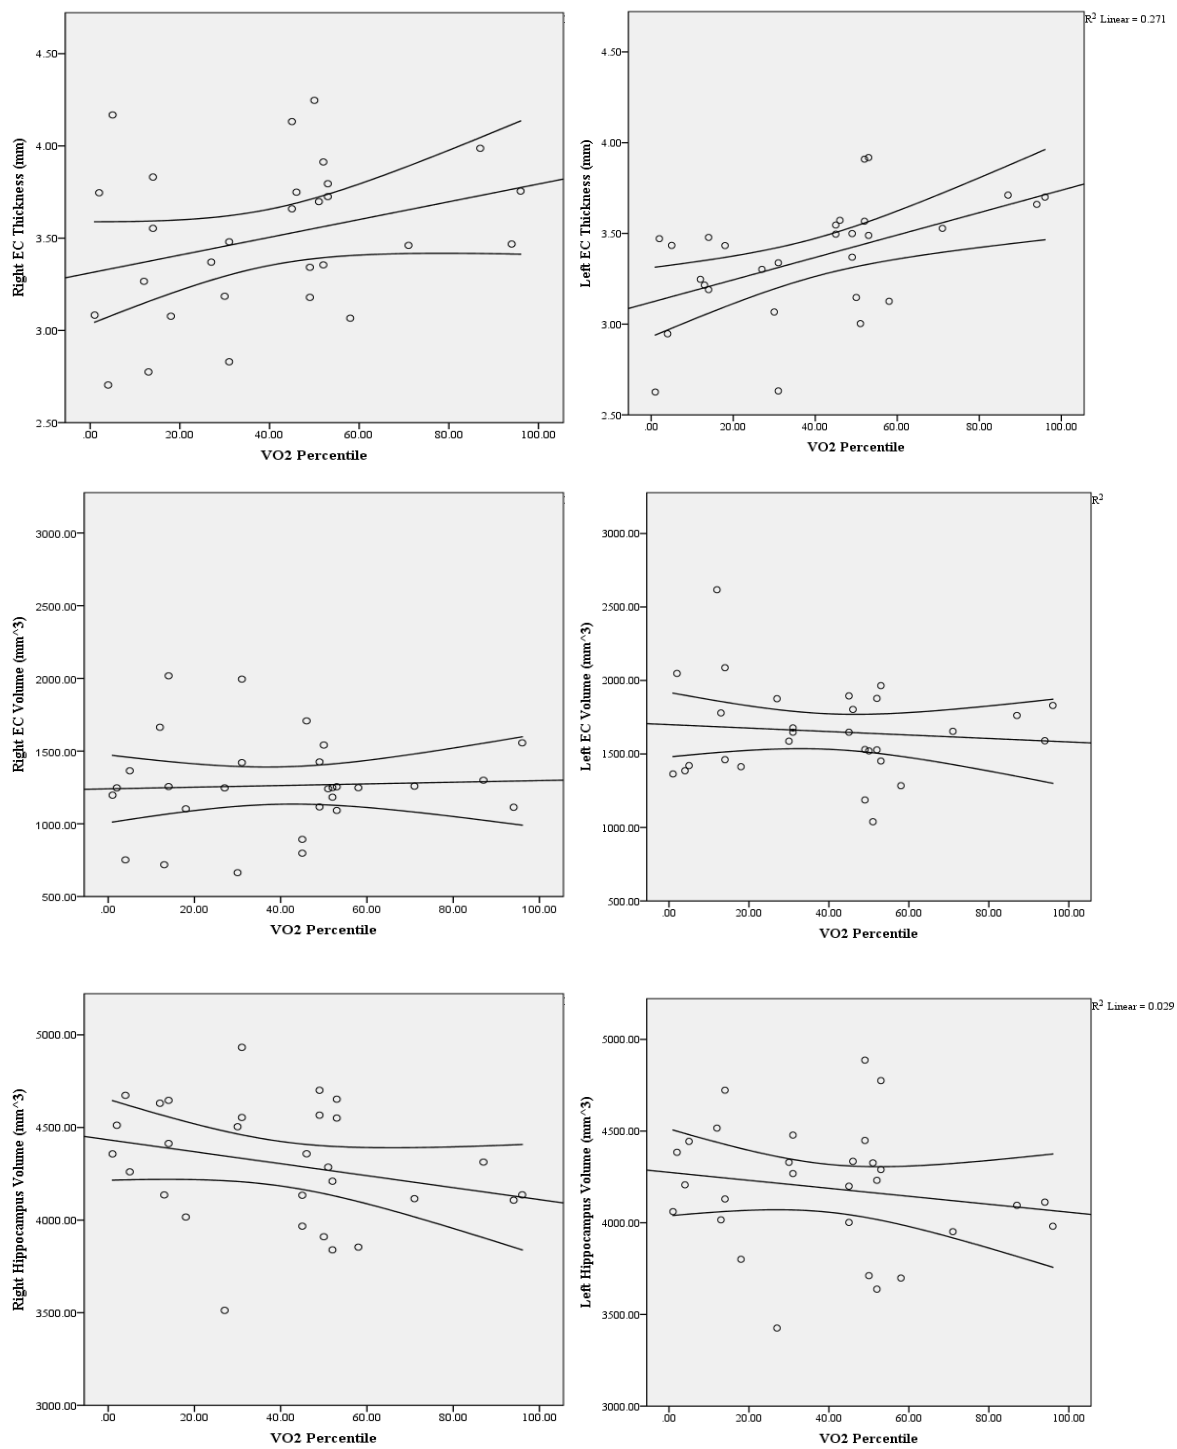 R² Linear = 0.271
4.50
4.00
3.50
3.00
2.50
Right EC Thickness (mm)
.00 20.00 40.00 60.00 80.00 100.00
VO2 Percentile
4.50
4.00
3.50
3.00
2.50
Left EC Thickness (mm)
.00 20.00 40.00 60.00 80.00 100.00
VO2 Percentile
3000.00
2500.00
2000.00
1500.00
1000.00
500.00
Right EC Volume (mm^3)
.00 20.00 40.00 60.00 80.00 100.00
VO2 Percentile
R²
3000.00
2500.00
2000.00
1500.00
1000.00
500.00
Left EC Volume (mm^3)
.00 20.00 40.00 60.00 80.00 100.00
VO2 Percentile
5000.00
4500.00
4000.00
3500.00
3000.00
Right Hippocampus Volume (mm^3)
.00 20.00 40.00 60.00 80.00 100.00
VO2 Percentile
R² Linear = 0.029
5000.00
4500.00
4000.00
3500.00
3000.00
Left Hippocampus Volume (mm^3)
.00 20.00 40.00 60.00 80.00 100.00
VO2 Percentile